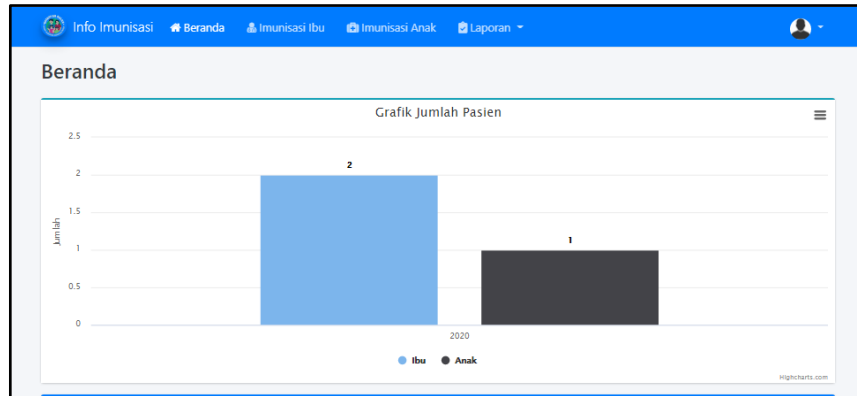 Info Imunisasi Beranda Imunisasi Ibu Imunisasi Anak Laporan
Beranda
Grafik Jumlah Pasien
2.5
2
1.5
1
0.5
0
Jumlah
2
1
2020
Ibu Anak
Highcharts.com